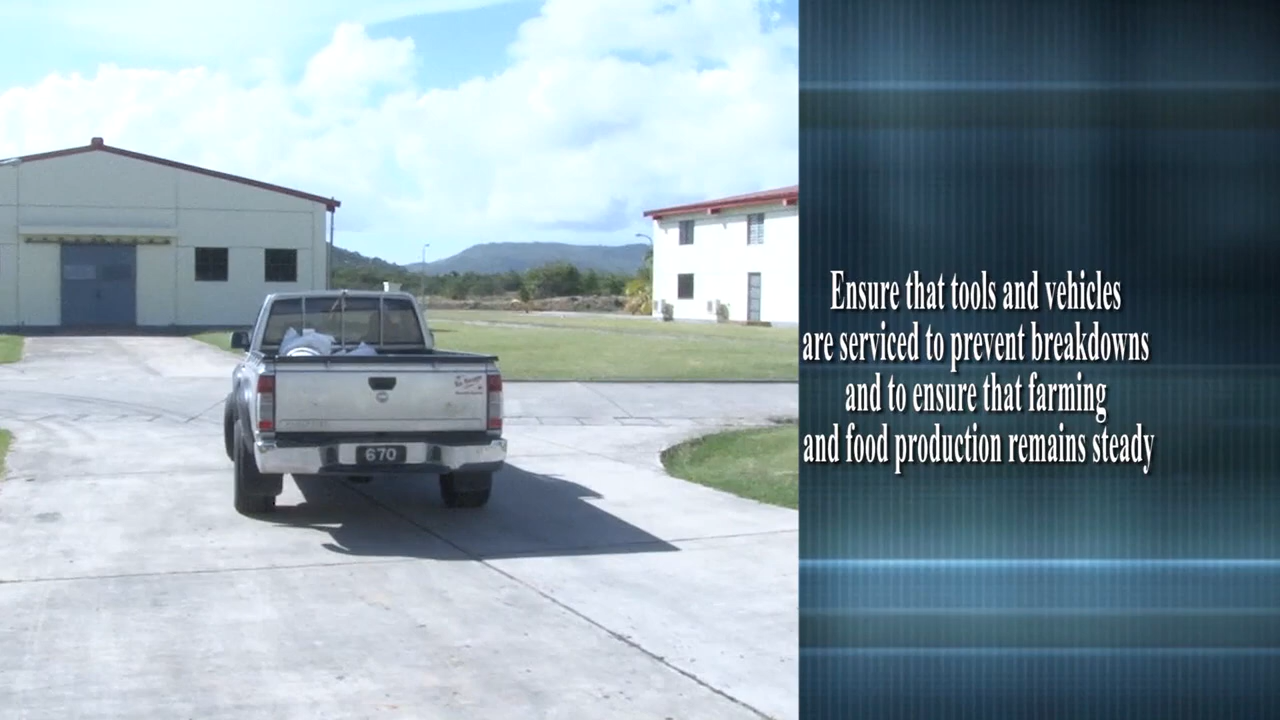 Ensure that tools and vehicles
are serviced to prevent breakdowns
and to ensure that farming
and food production remains steady
670